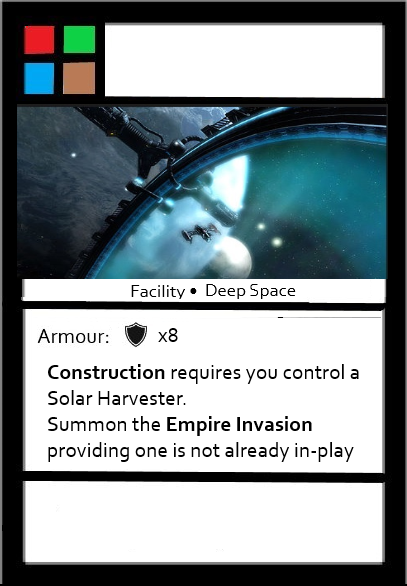 Facility • Deep Space
Armour: x8
Construction requires you control a
Solar Harvester.
Summon the Empire Invasion
providing one is not already in-play